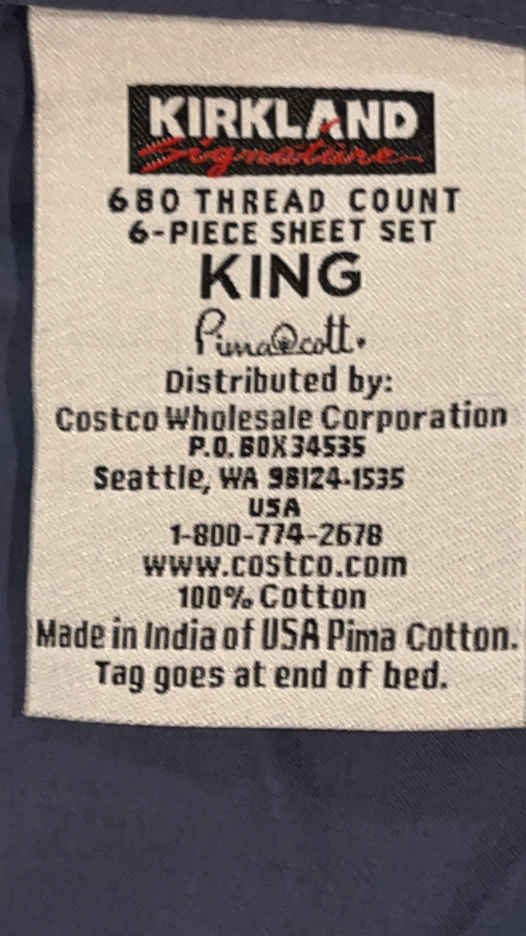 KIRKLAND
Signature
680 THREAD COUNT
6-PIECE SHEET SET
KING
Pima@cott.
Distributed by:
Costco Wholesale Corporation
P.O. BOX 34535
Seattle, WA 98124-1535
USA
1-800-774-2678
www.costco.com
100% Cotton
Made in India of USA Pima Cotton.
Tag goes at end of bed.